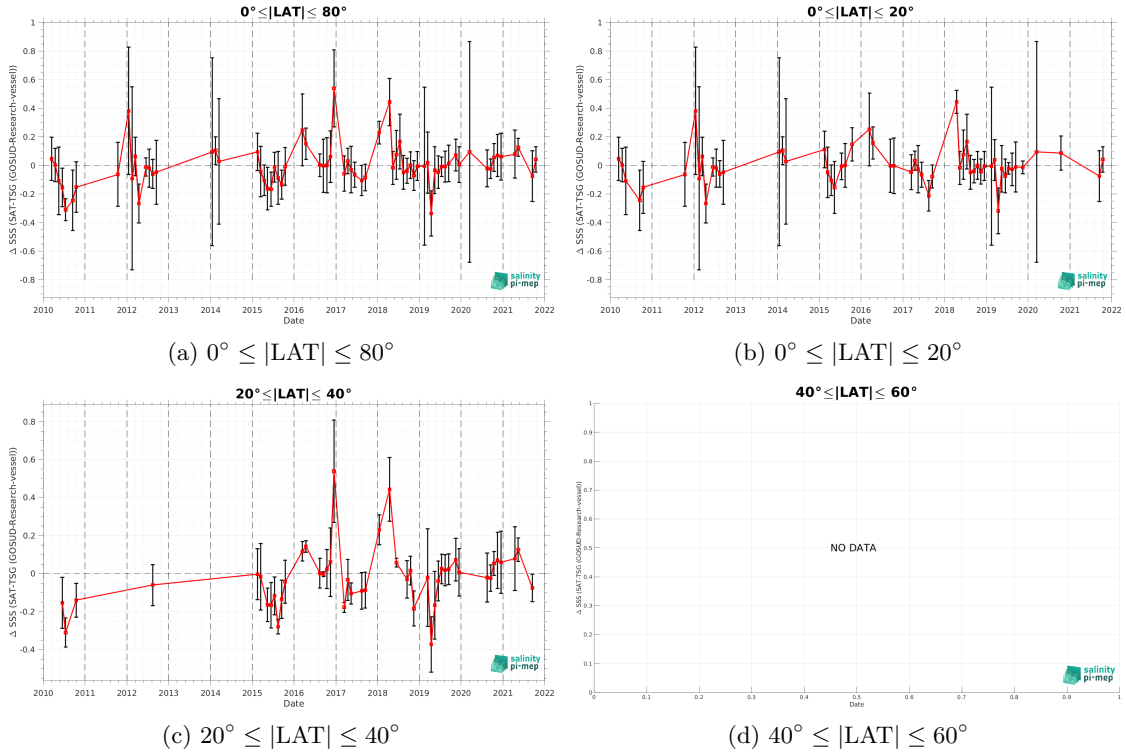 0°≤|LAT|≤ 80°
Δ SSS (SAT-TSG (GOSUD-Research-vessel))
1
0.8
0.6
0.4
0.2
0
-0.2
-0.4
-0.6
-0.8
2010 2011 2012 2013 2014 2015 2016 2017 2018 2019 2020 2021 2022
Date
salinity
pi-mep
(a) 0° ≤ |LAT| ≤ 80°
0°≤|LAT|≤ 20°
Δ SSS (SAT-TSG (GOSUD-Research-vessel))
1
0.8
0.6
0.4
0.2
0
-0.2
-0.4
-0.6
-0.8
2010 2011 2012 2013 2014 2015 2016 2017 2018 2019 2020 2021 2022
Date
salinity
pi-mep
(b) 0° ≤ |LAT| ≤ 20°
20°≤|LAT|≤ 40°
Δ SSS (SAT-TSG (GOSUD-Research-vessel))
0.8
0.6
0.4
0.2
0
-0.2
-0.4
2010 2011 2012 2013 2014 2015 2016 2017 2018 2019 2020 2021 2022
Date
salinity
pi-mep
(c) 20° ≤ |LAT| ≤ 40°
40°≤|LAT|≤ 60°
Δ SSS (SAT-TSG (GOSUD-Research-vessel))
1
0.9
0.8
0.7
0.6
0.5
0.4
0.3
0.2
0.1
0
NO DATA
0 0.1 0.2 0.3 0.4 0.5 0.6 0.7 0.8 0.9 1
Date
salinity
pi-mep
(d) 40° ≤ |LAT| ≤ 60°